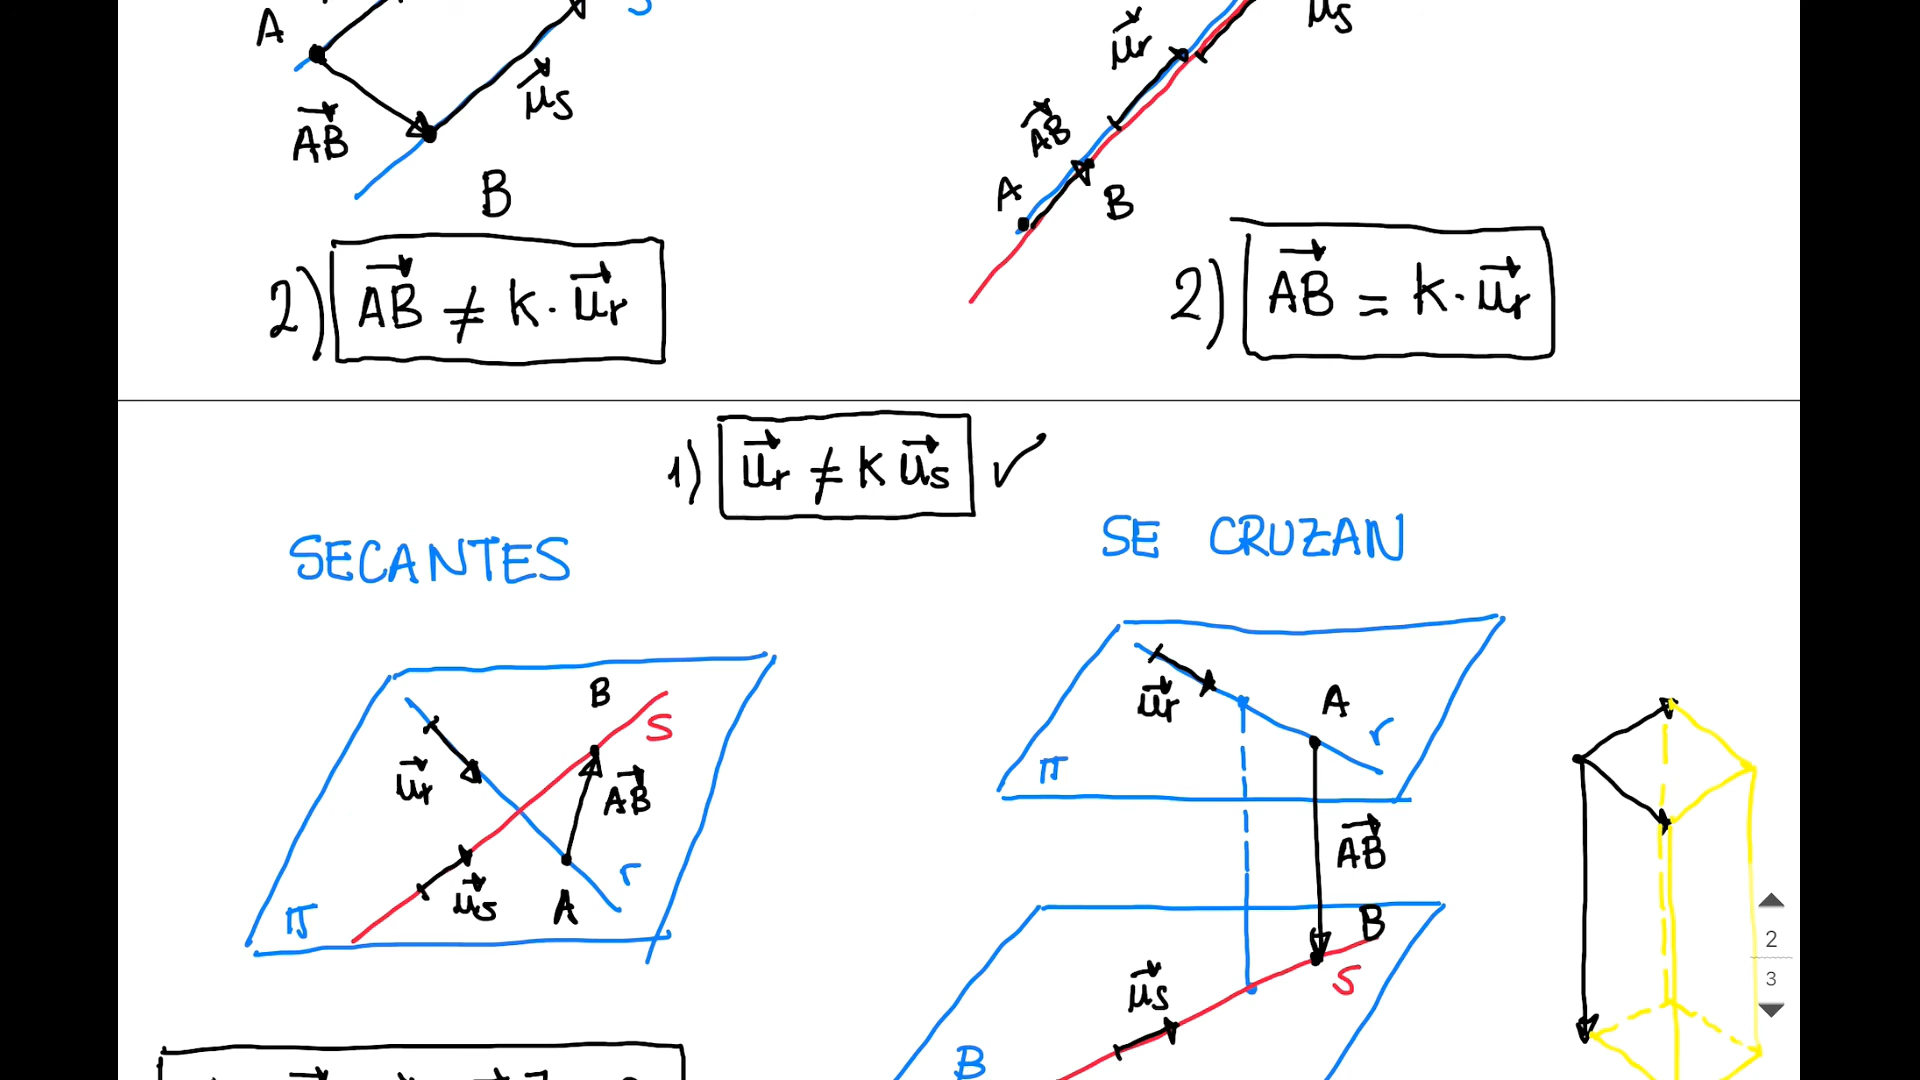 A
AB
B
μs
2) AB ≠ K · ur
μr
μs
AB
A
B
2) AB = K · ur
1) ur ≠ K us ✓
SECANTES
B
S
ur
AB
r
μs
A
π
SE CRUZAN
ur
A
r
π
AB
B
S
μs
B
2
3